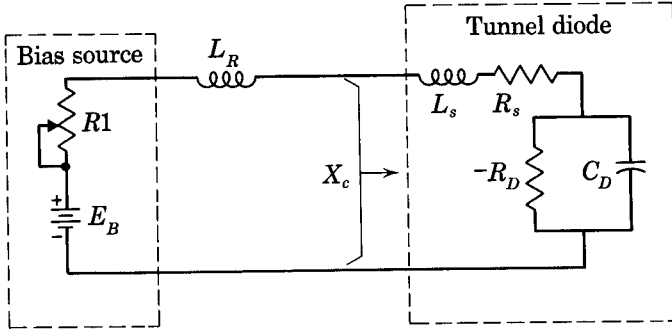 Tunnel diode
Bias source
L_R
L_s
R_s
R1
X_c
-R_D
C_D
+
E_B
-